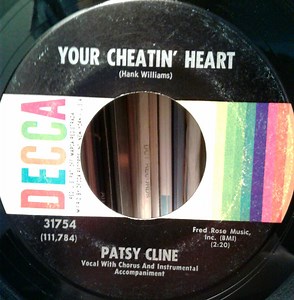 YOUR CHEATIN' HEART
(Hank Williams)
DECCA
31754
(111,784)
Fred Rose Music,
Inc. (BMI)
(2:20)
PATSY CLINE
Vocal With Chorus And Instrumental
Accompaniment